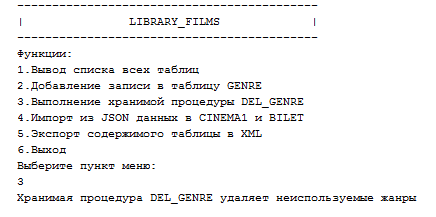 -------------------------------------------
| LIBRARY_FILMS |
-------------------------------------------
Функции:
1.Вывод списка всех таблиц
2.Добавление записи в таблицу GENRE
3.Выполнение хранимой процедуры DEL_GENRE
4.Импорт из JSON данных в CINEMA1 и BILET
5.Экспорт содержимого таблицы в XML
6.Выход
Выберите пункт меню:
3
Хранимая процедура DEL_GENRE удаляет неиспользуемые жанры